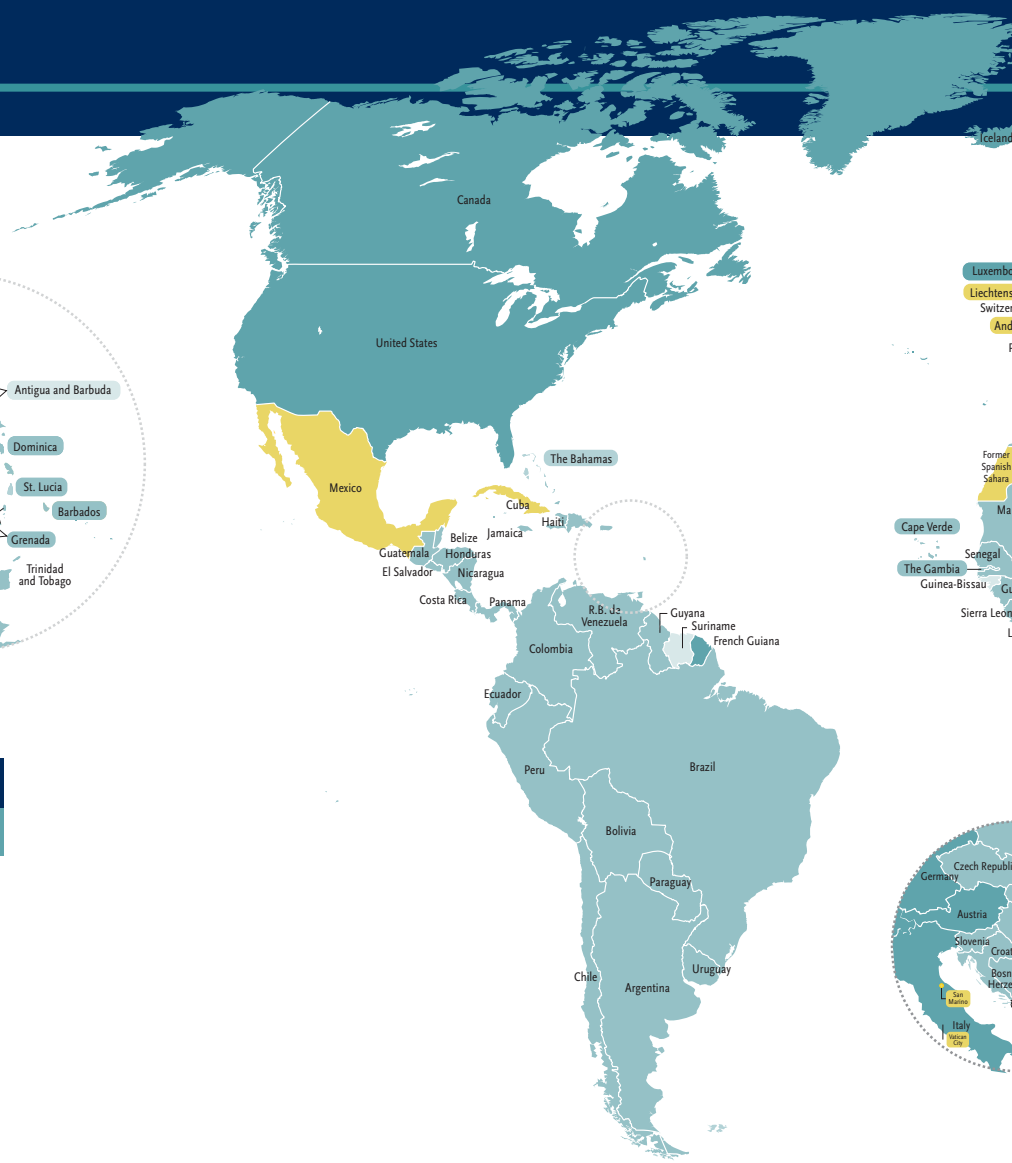 Iceland
Canada
Luxembo
Liechtens
Switzer
And
United States
Antigua and Barbuda
Dominica
The Bahamas
Former
Spanish
Sahara
Mexico
St. Lucia
Cuba
Barbados
Ma
Haiti
Cape Verde
Jamaica
Belize
Grenada
Guatemala
Honduras
Senegal
El Salvador
Nicaragua
The Gambia
Trinidad
and Tobago
Guinea-Bissau
Gu
Costa Rica
Panama
R.B. de
Venezuela
Guyana
Sierra Leon
Suriname
L
French Guiana
Colombia
Ecuador
Peru
Brazil
Bolivia
Czech Republi
Germany
Paraguay
Austria
Slovenia
Croat
Uruguay
Bosn
Herze
Chile
Argentina
San
Marino
Italy
Vatican
City